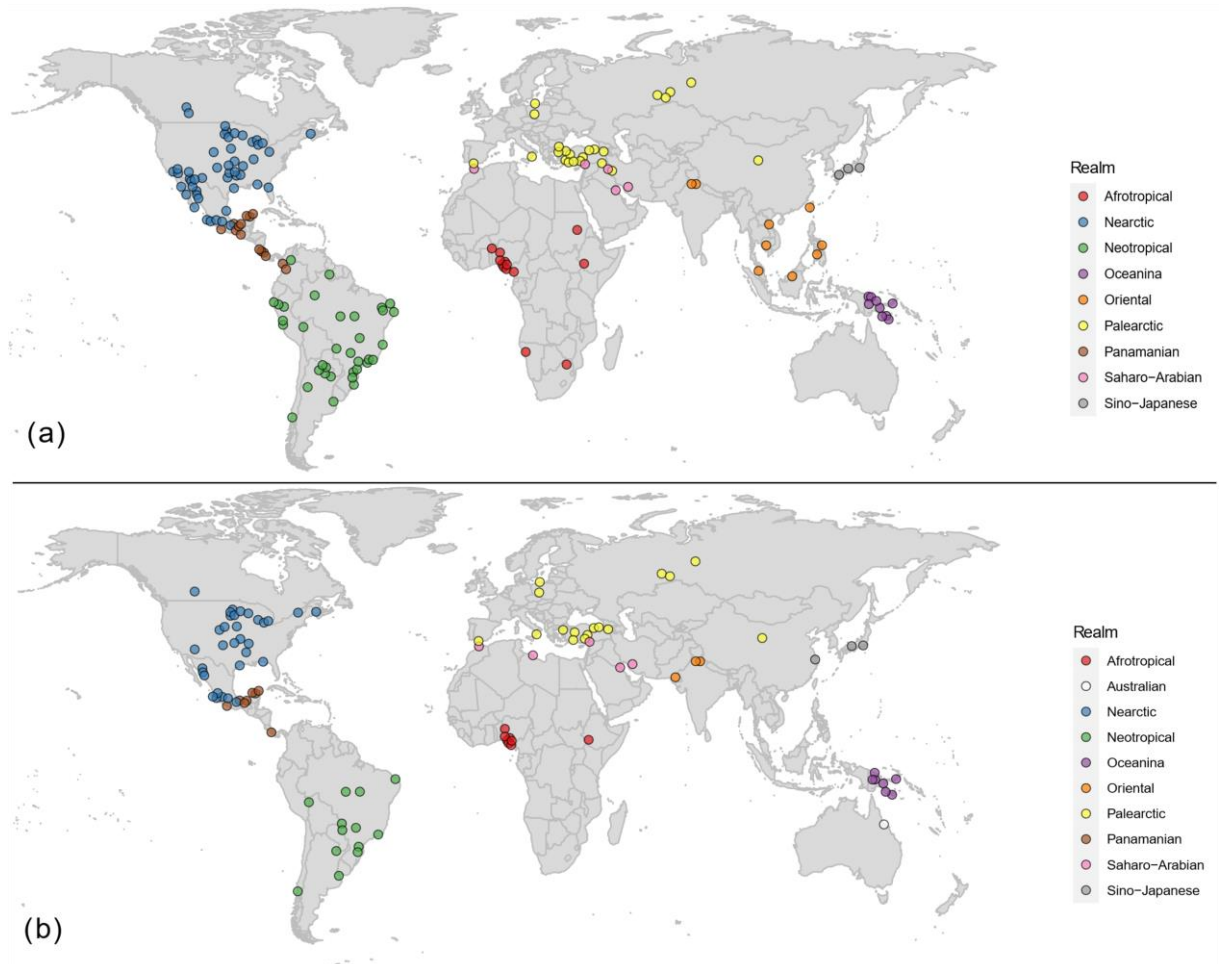 Realm
Afrotropical
Nearctic
Neotropical
Oceanina
Oriental
Palearctic
Panamanian
Saharo−Arabian
Sino−Japanese
(a)
Realm
Afrotropical
Australian
Nearctic
Neotropical
Oceanina
Oriental
Palearctic
Panamanian
Saharo−Arabian
Sino−Japanese
(b)